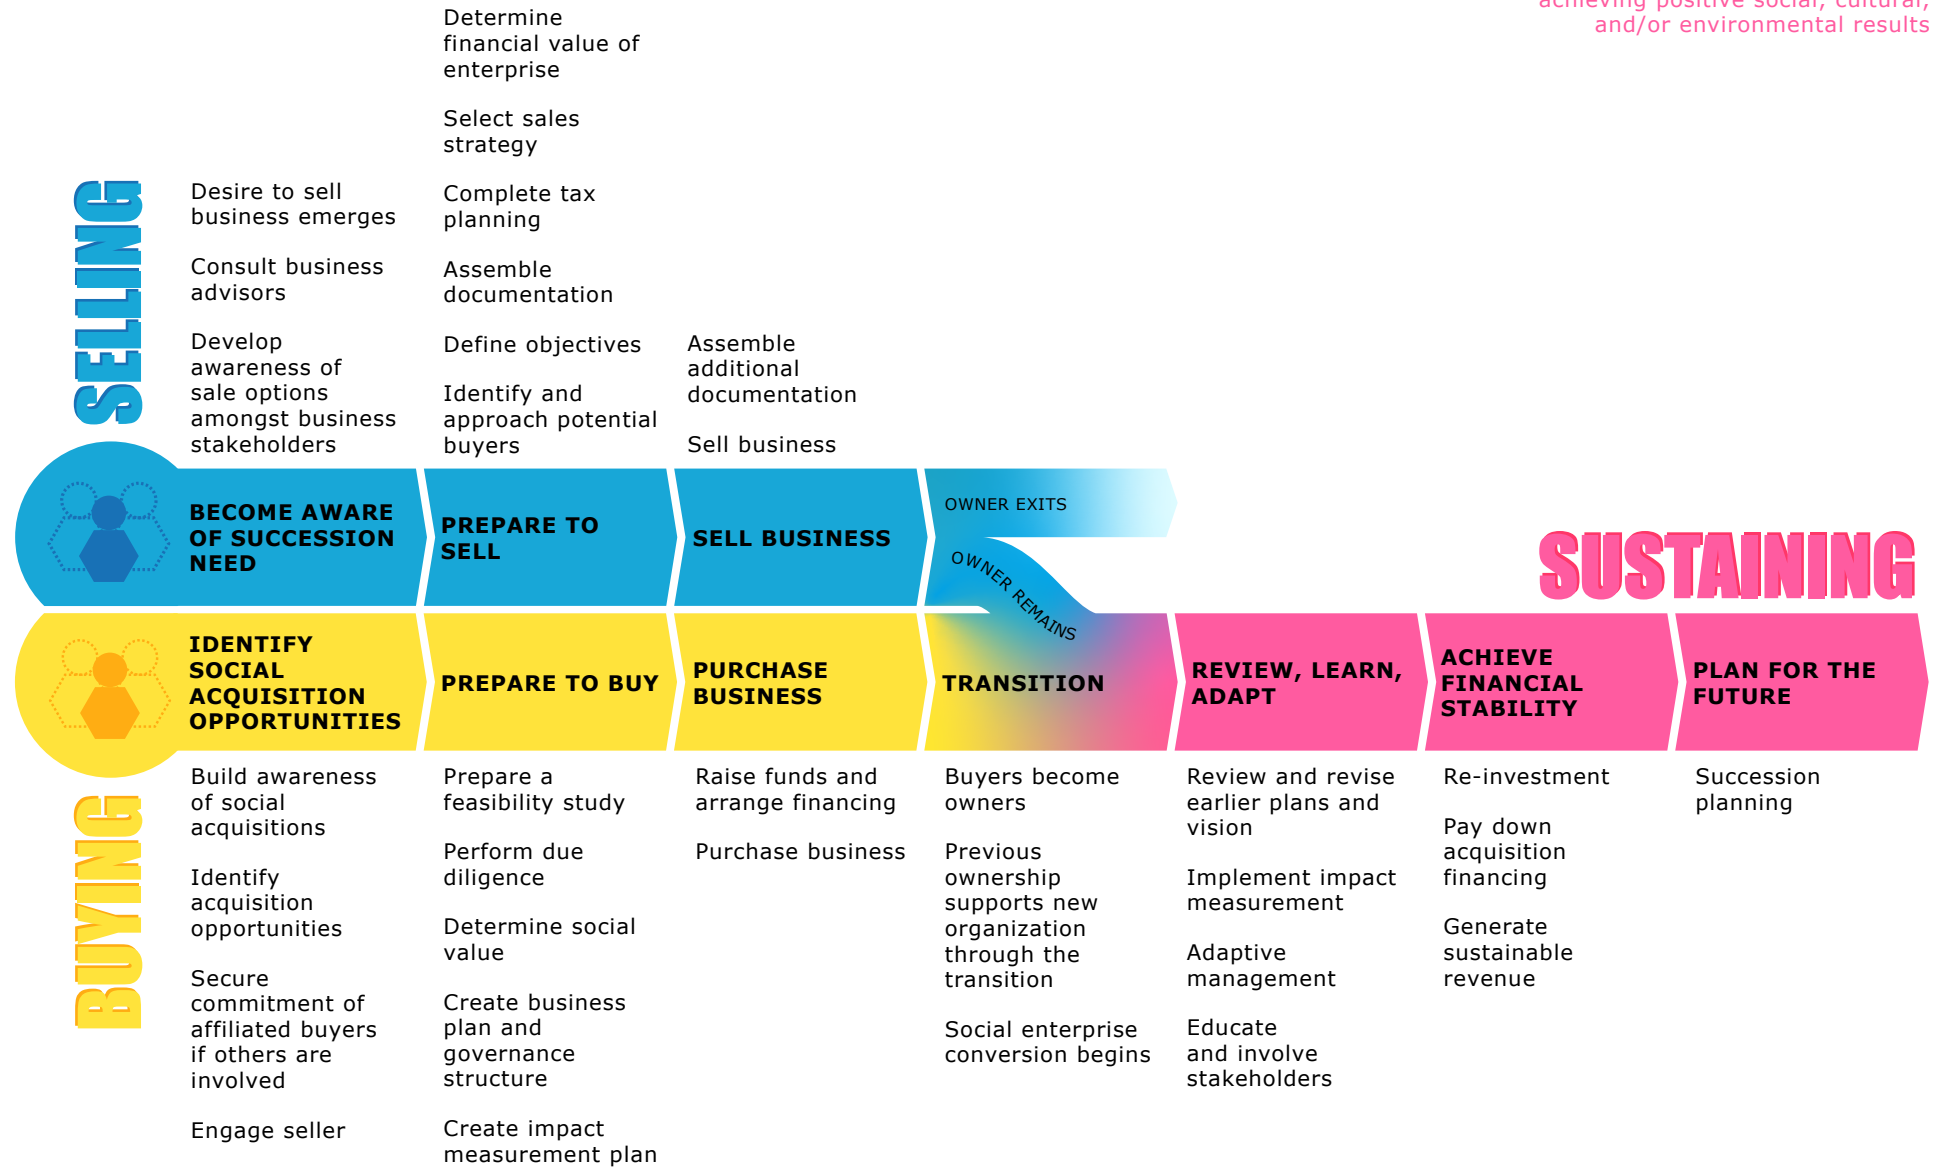 achieving positive social, cultural,
and/or environmental results
Determine
financial value of
enterprise
Select sales
strategy
Complete tax
planning
Assemble
documentation
Define objectives
Identify and
approach potential
buyers
SELLING
Desire to sell
business emerges
Consult business
advisors
Develop
awareness of
sale options
amongst business
stakeholders
Assemble
additional
documentation
Sell business
BECOME AWARE
OF SUCCESSION
NEED
PREPARE TO
SELL
SELL BUSINESS
OWNER EXITS
OWNER REMAINS
SUSTAINING
IDENTIFY
SOCIAL
ACQUISITION
OPPORTUNITIES
PREPARE TO BUY
PURCHASE
BUSINESS
TRANSITION
REVIEW, LEARN,
ADAPT
ACHIEVE
FINANCIAL
STABILITY
PLAN FOR THE
FUTURE
BUYING
Build awareness
of social
acquisitions
Identify
acquisition
opportunities
Secure
commitment of
affiliated buyers
if others are
involved
Engage seller
Prepare a
feasibility study
Perform due
diligence
Determine social
value
Create business
plan and
governance
structure
Create impact
measurement plan
Raise funds and
arrange financing
Purchase business
Buyers become
owners
Previous
ownership
supports new
organization
through the
transition
Social enterprise
conversion begins
Review and revise
earlier plans and
vision
Implement impact
measurement
Adaptive
management
Educate
and involve
stakeholders
Re-investment
Pay down
acquisition
financing
Generate
sustainable
revenue
Succession
planning